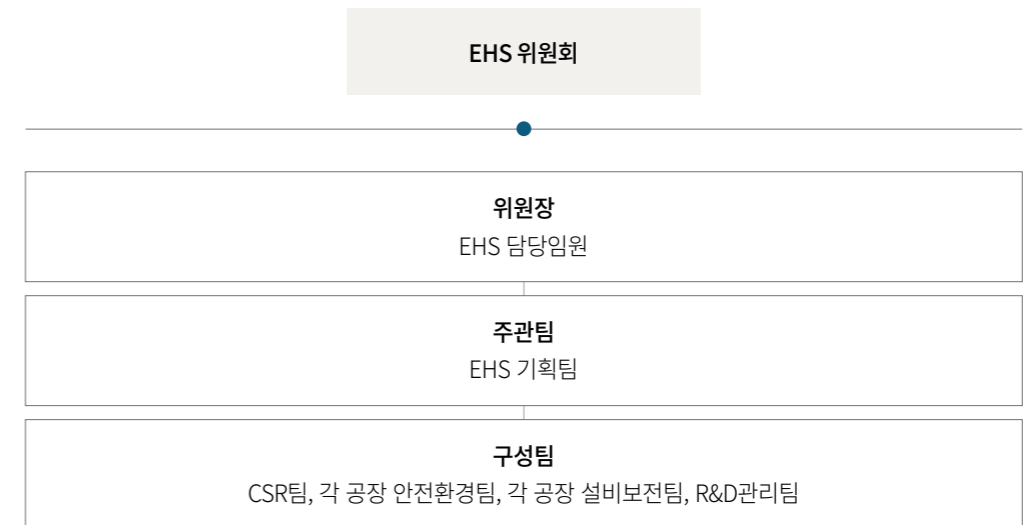 EHS 위원회
위원장
EHS 담당임원
주관팀
EHS 기획팀
구성팀
CSR팀, 각 공장 안전환경팀, 각 공장 설비보전팀, R&D관리팀